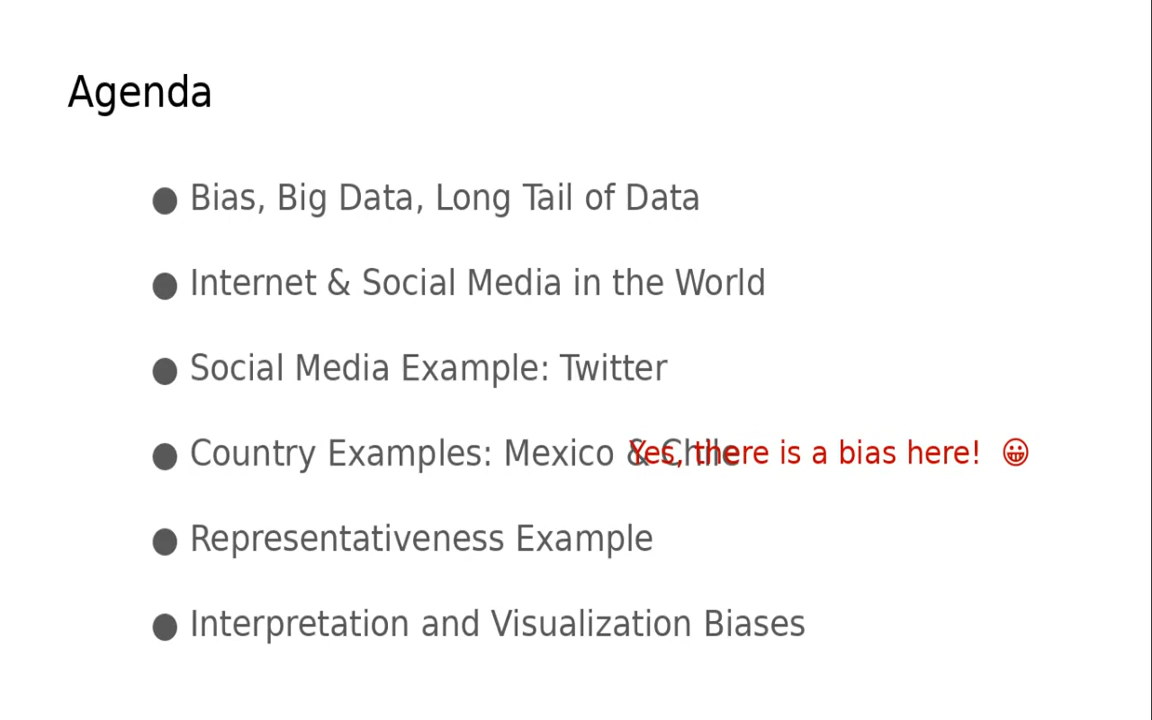 Agenda
● Bias, Big Data, Long Tail of Data
● Internet & Social Media in the World
● Social Media Example: Twitter
● Country Examples: Mexico & Chile
Yes, there is a bias here! 😀
● Representativeness Example
● Interpretation and Visualization Biases